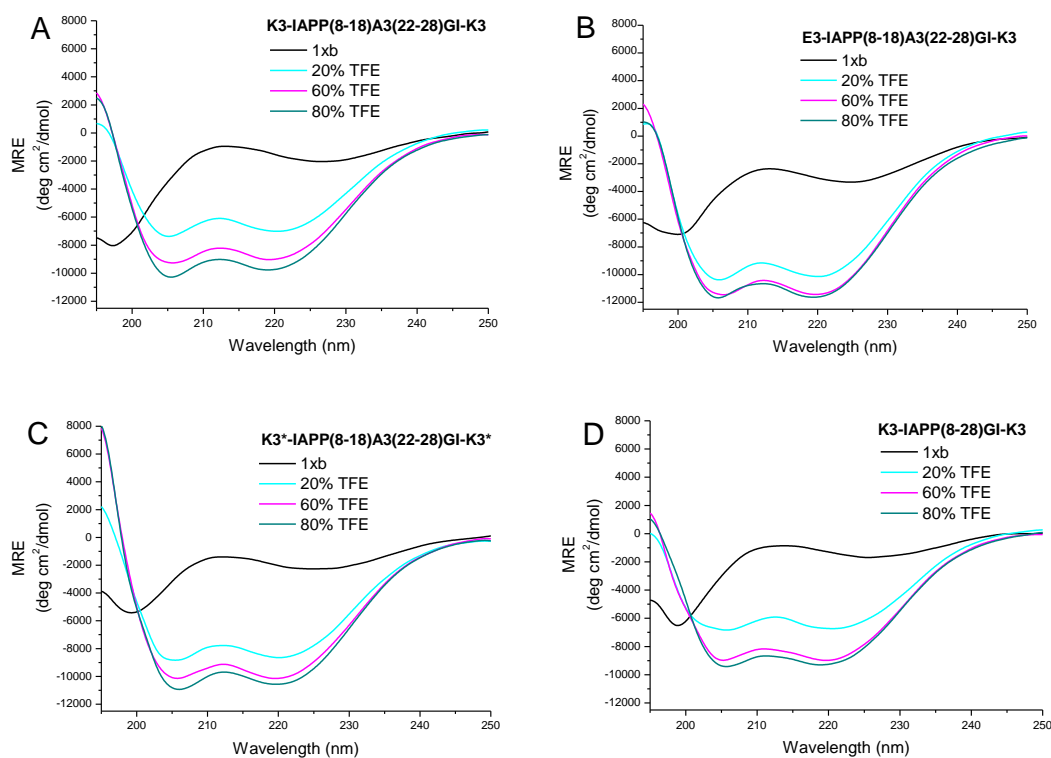 A
K3-IAPP(8-18)A3(22-28)GI-K3
1xb
20% TFE
60% TFE
80% TFE
8000
6000
4000
2000
0
-2000
-4000
-6000
-8000
-10000
-12000
MRE
(deg cm²/dmol)
200 210 220 230 240 250
Wavelength (nm)
B
E3-IAPP(8-18)A3(22-28)GI-K3
1xb
20% TFE
60% TFE
80% TFE
8000
6000
4000
2000
0
-2000
-4000
-6000
-8000
-10000
-12000
MRE
(deg cm²/dmol)
200 210 220 230 240 250
Wavelength (nm)
C
K3*-IAPP(8-18)A3(22-28)GI-K3*
1xb
20% TFE
60% TFE
80% TFE
8000
6000
4000
2000
0
-2000
-4000
-6000
-8000
-10000
-12000
MRE
(deg cm²/dmol)
200 210 220 230 240 250
Wavelength (nm)
D
K3-IAPP(8-28)GI-K3
1xb
20% TFE
60% TFE
80% TFE
8000
6000
4000
2000
0
-2000
-4000
-6000
-8000
-10000
-12000
MRE
(deg cm²/dmol)
200 210 220 230 240 250
Wavelength (nm)